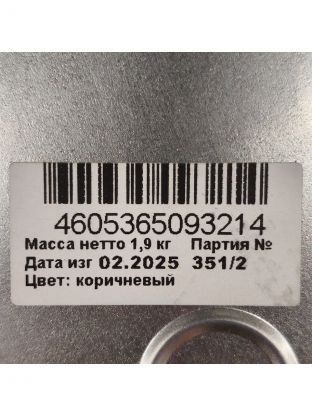 4605365093214
Масса нетто 1,9 кг Партия №
Дата изг 02.2025 351/2
Цвет: коричневый